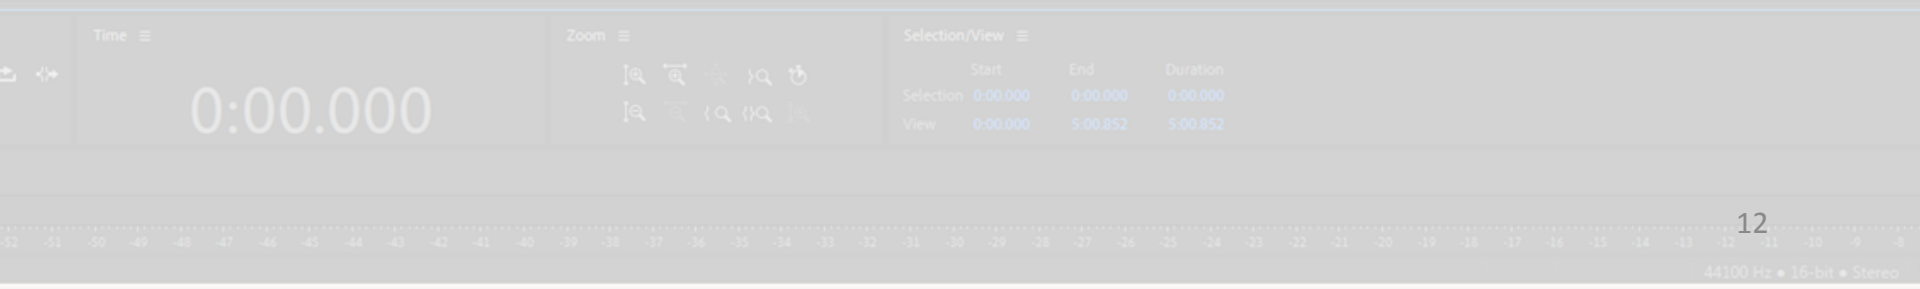 Time
Zoom
Selection/View
Start End Duration
0:00.000
Selection 0:00.000 0:00.000 0:00.000
View 0:00.000 5:00.852 5:00.852
12
-52 -51 -50 -49 -48 -47 -46 -45 -44 -43 -42 -41 -40 -39 -38 -37 -36 -35 -34 -33 -32 -31 -30 -29 -28 -27 -26 -25 -24 -23 -22 -21 -20 -19 -18 -17 -16 -15 -14 -13 -12 -11 -10 -9 -8
44100 Hz ● 16-bit ● Stereo